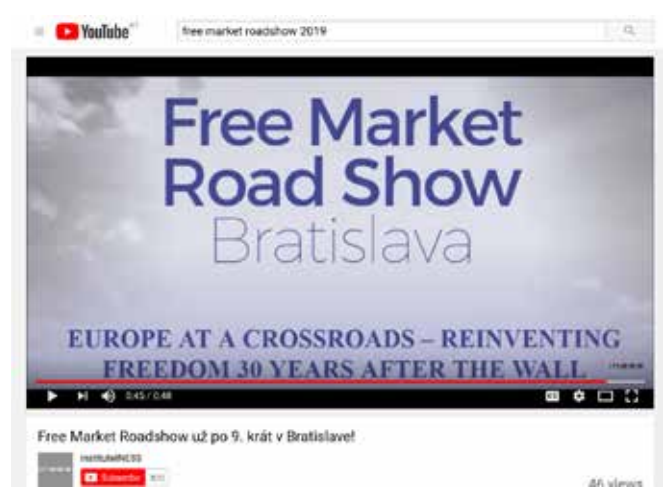 YouTube
free market roadshow 2019
Free Market
Road Show
Bratislava
EUROPE AT A CROSSROADS – REINVENTING
FREEDOM 30 YEARS AFTER THE WALL
0:45 / 0:48
Free Market Roadshow už po 9. krát v Bratislave!
InstituteINESS
Subscribe
46 views